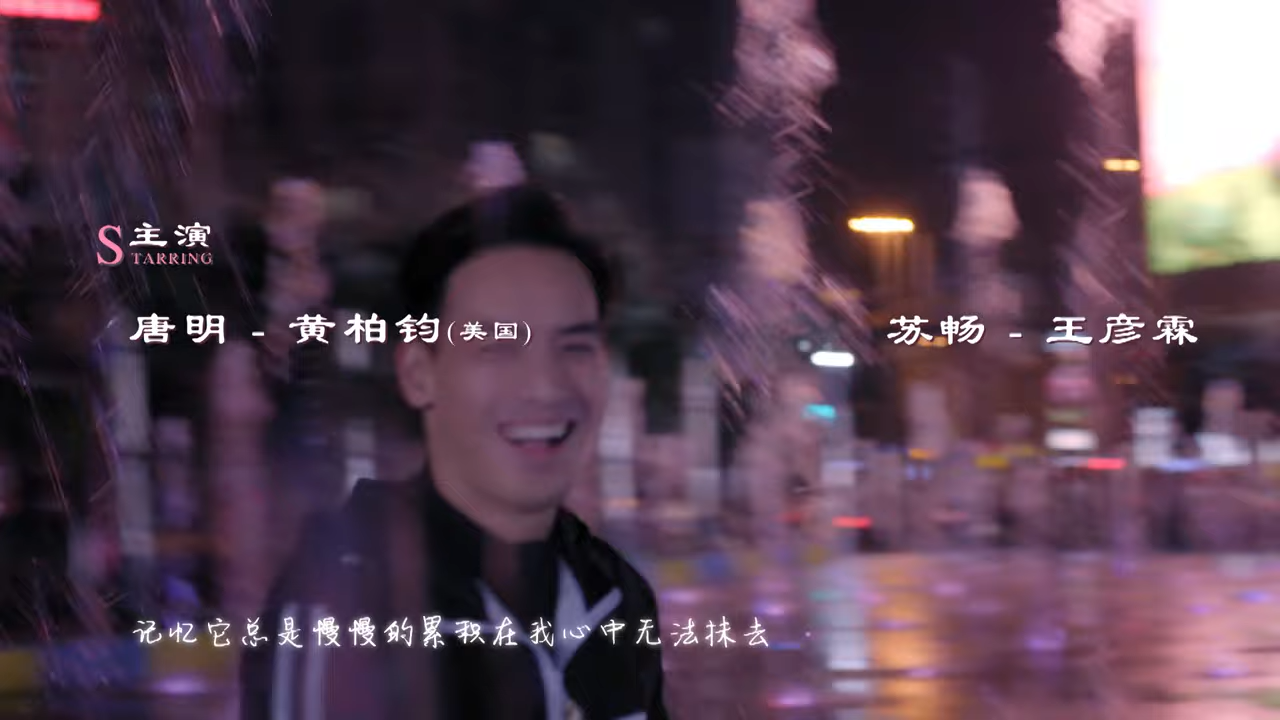 主演
STARRING
唐明 - 黄柏钧(美国) 苏畅 - 王彦霖
记忆它总是慢慢的累积在我心中无法抹去